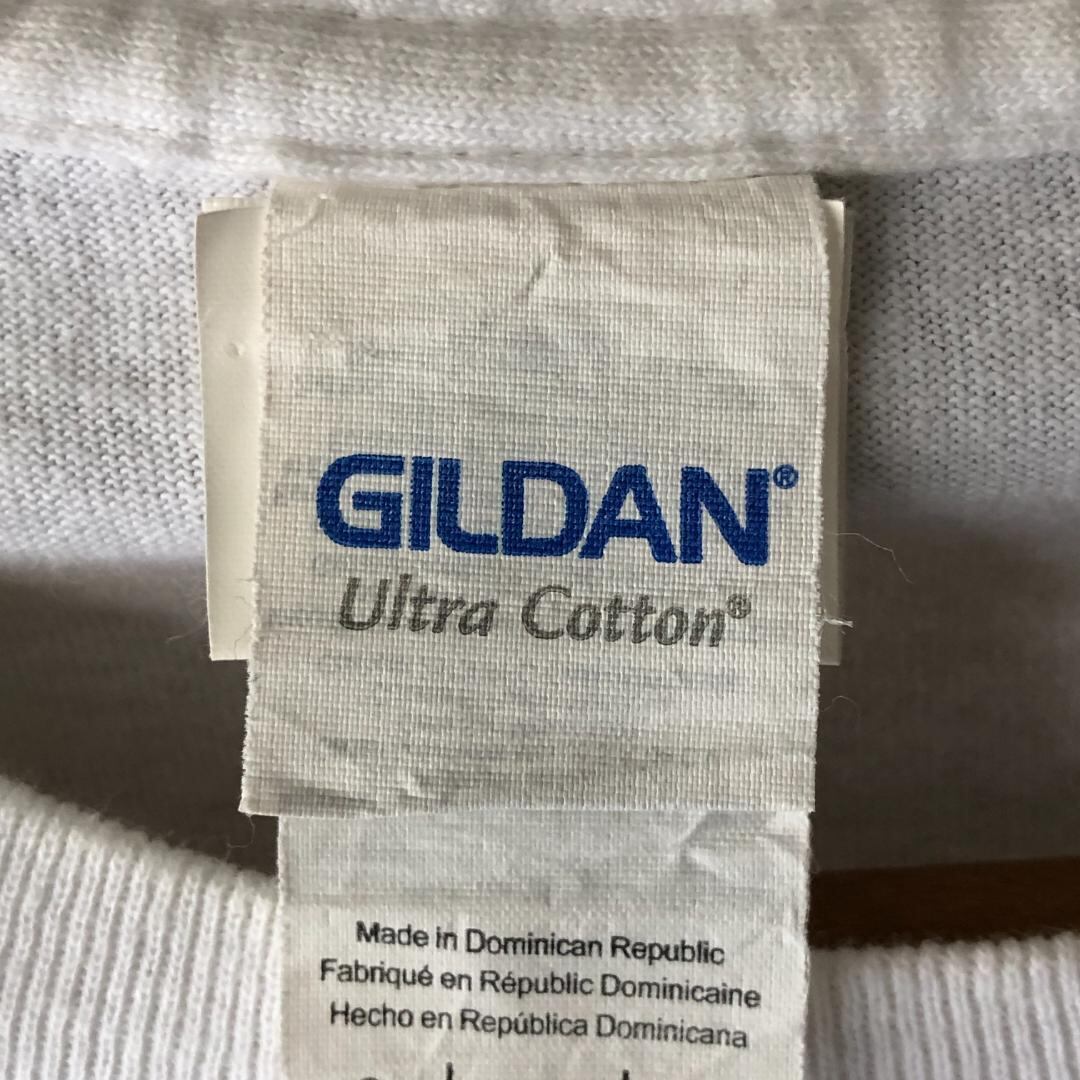 GILDAN®
Ultra Cotton®
Made in Dominican Republic
Fabriqué en Républic Dominicaine
Hecho en República Dominicana